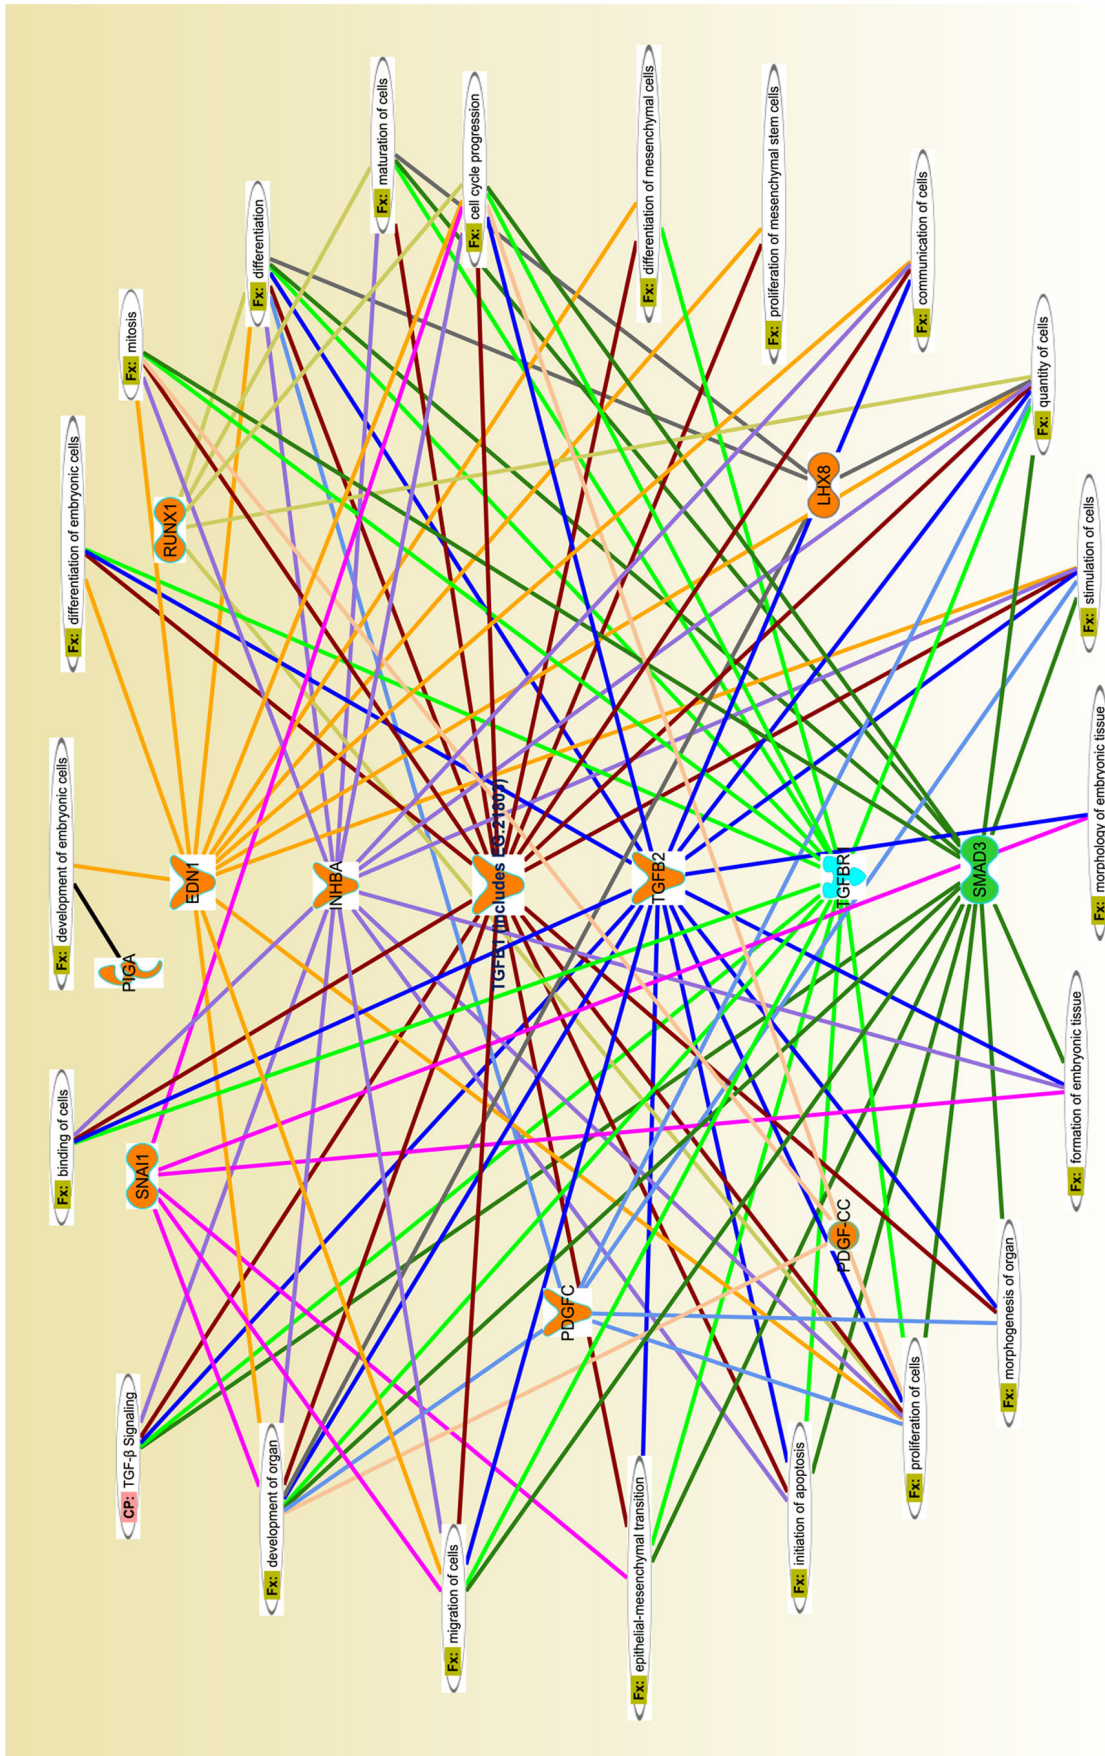 Fx: binding of cells
Fx: development of embryonic cells
Fx: differentiation of embryonic cells
CP: TGF-β Signaling
PIGA
Fx: mitosis
SNAI1
RUNX1
EDN1
Fx: development of organ
Fx: differentiation
INHBA
Fx: maturation of cells
Fx: migration of cells
Fx: cell cycle progression
TGFB1 (includes EG:21803)
PDGFC
Fx: epithelial-mesenchymal transition
TGFB2
Fx: differentiation of mesenchymal cells
Fx: proliferation of mesenchymal stem cells
Fx: initiation of apoptosis
LHX8
PDGF-CC
TGFBR1
Fx: proliferation of cells
Fx: communication of cells
SMAD3
Fx: morphogenesis of organ
Fx: quantity of cells
Fx: formation of embryonic tissue
Fx: stimulation of cells
Fx: morphology of embryonic tissue